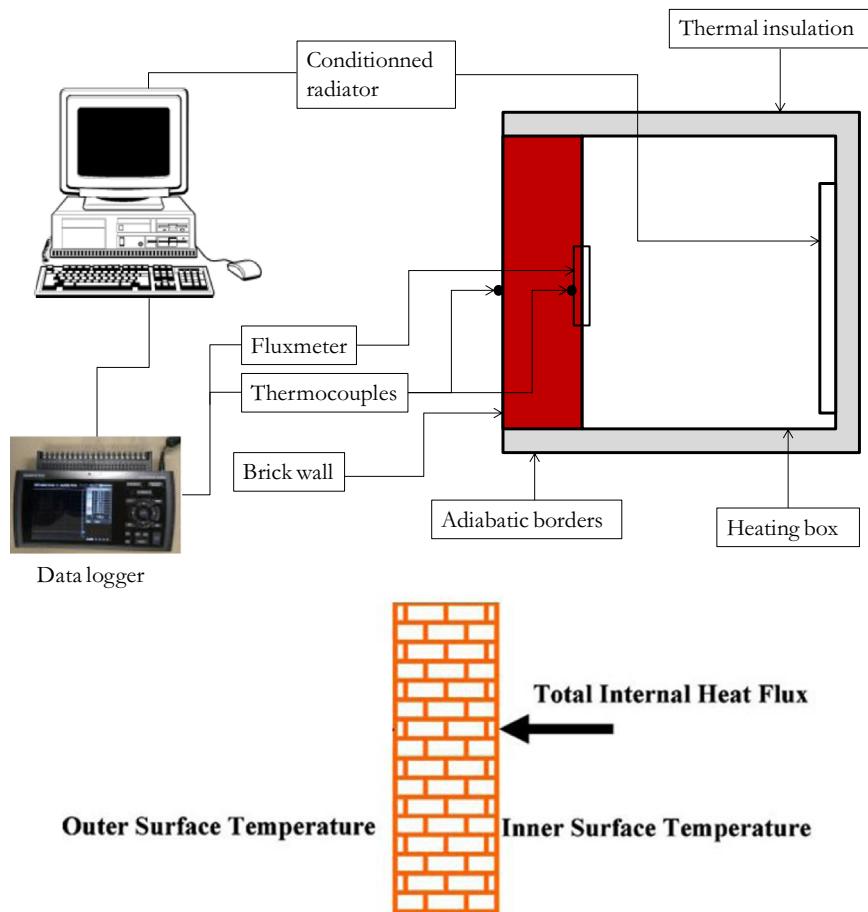 Thermal insulation
Conditionned
radiator
Fluxmeter
Thermocouples
Brick wall
Adiabatic borders
Heating box
Data logger
Total Internal Heat Flux
Outer Surface Temperature
Inner Surface Temperature